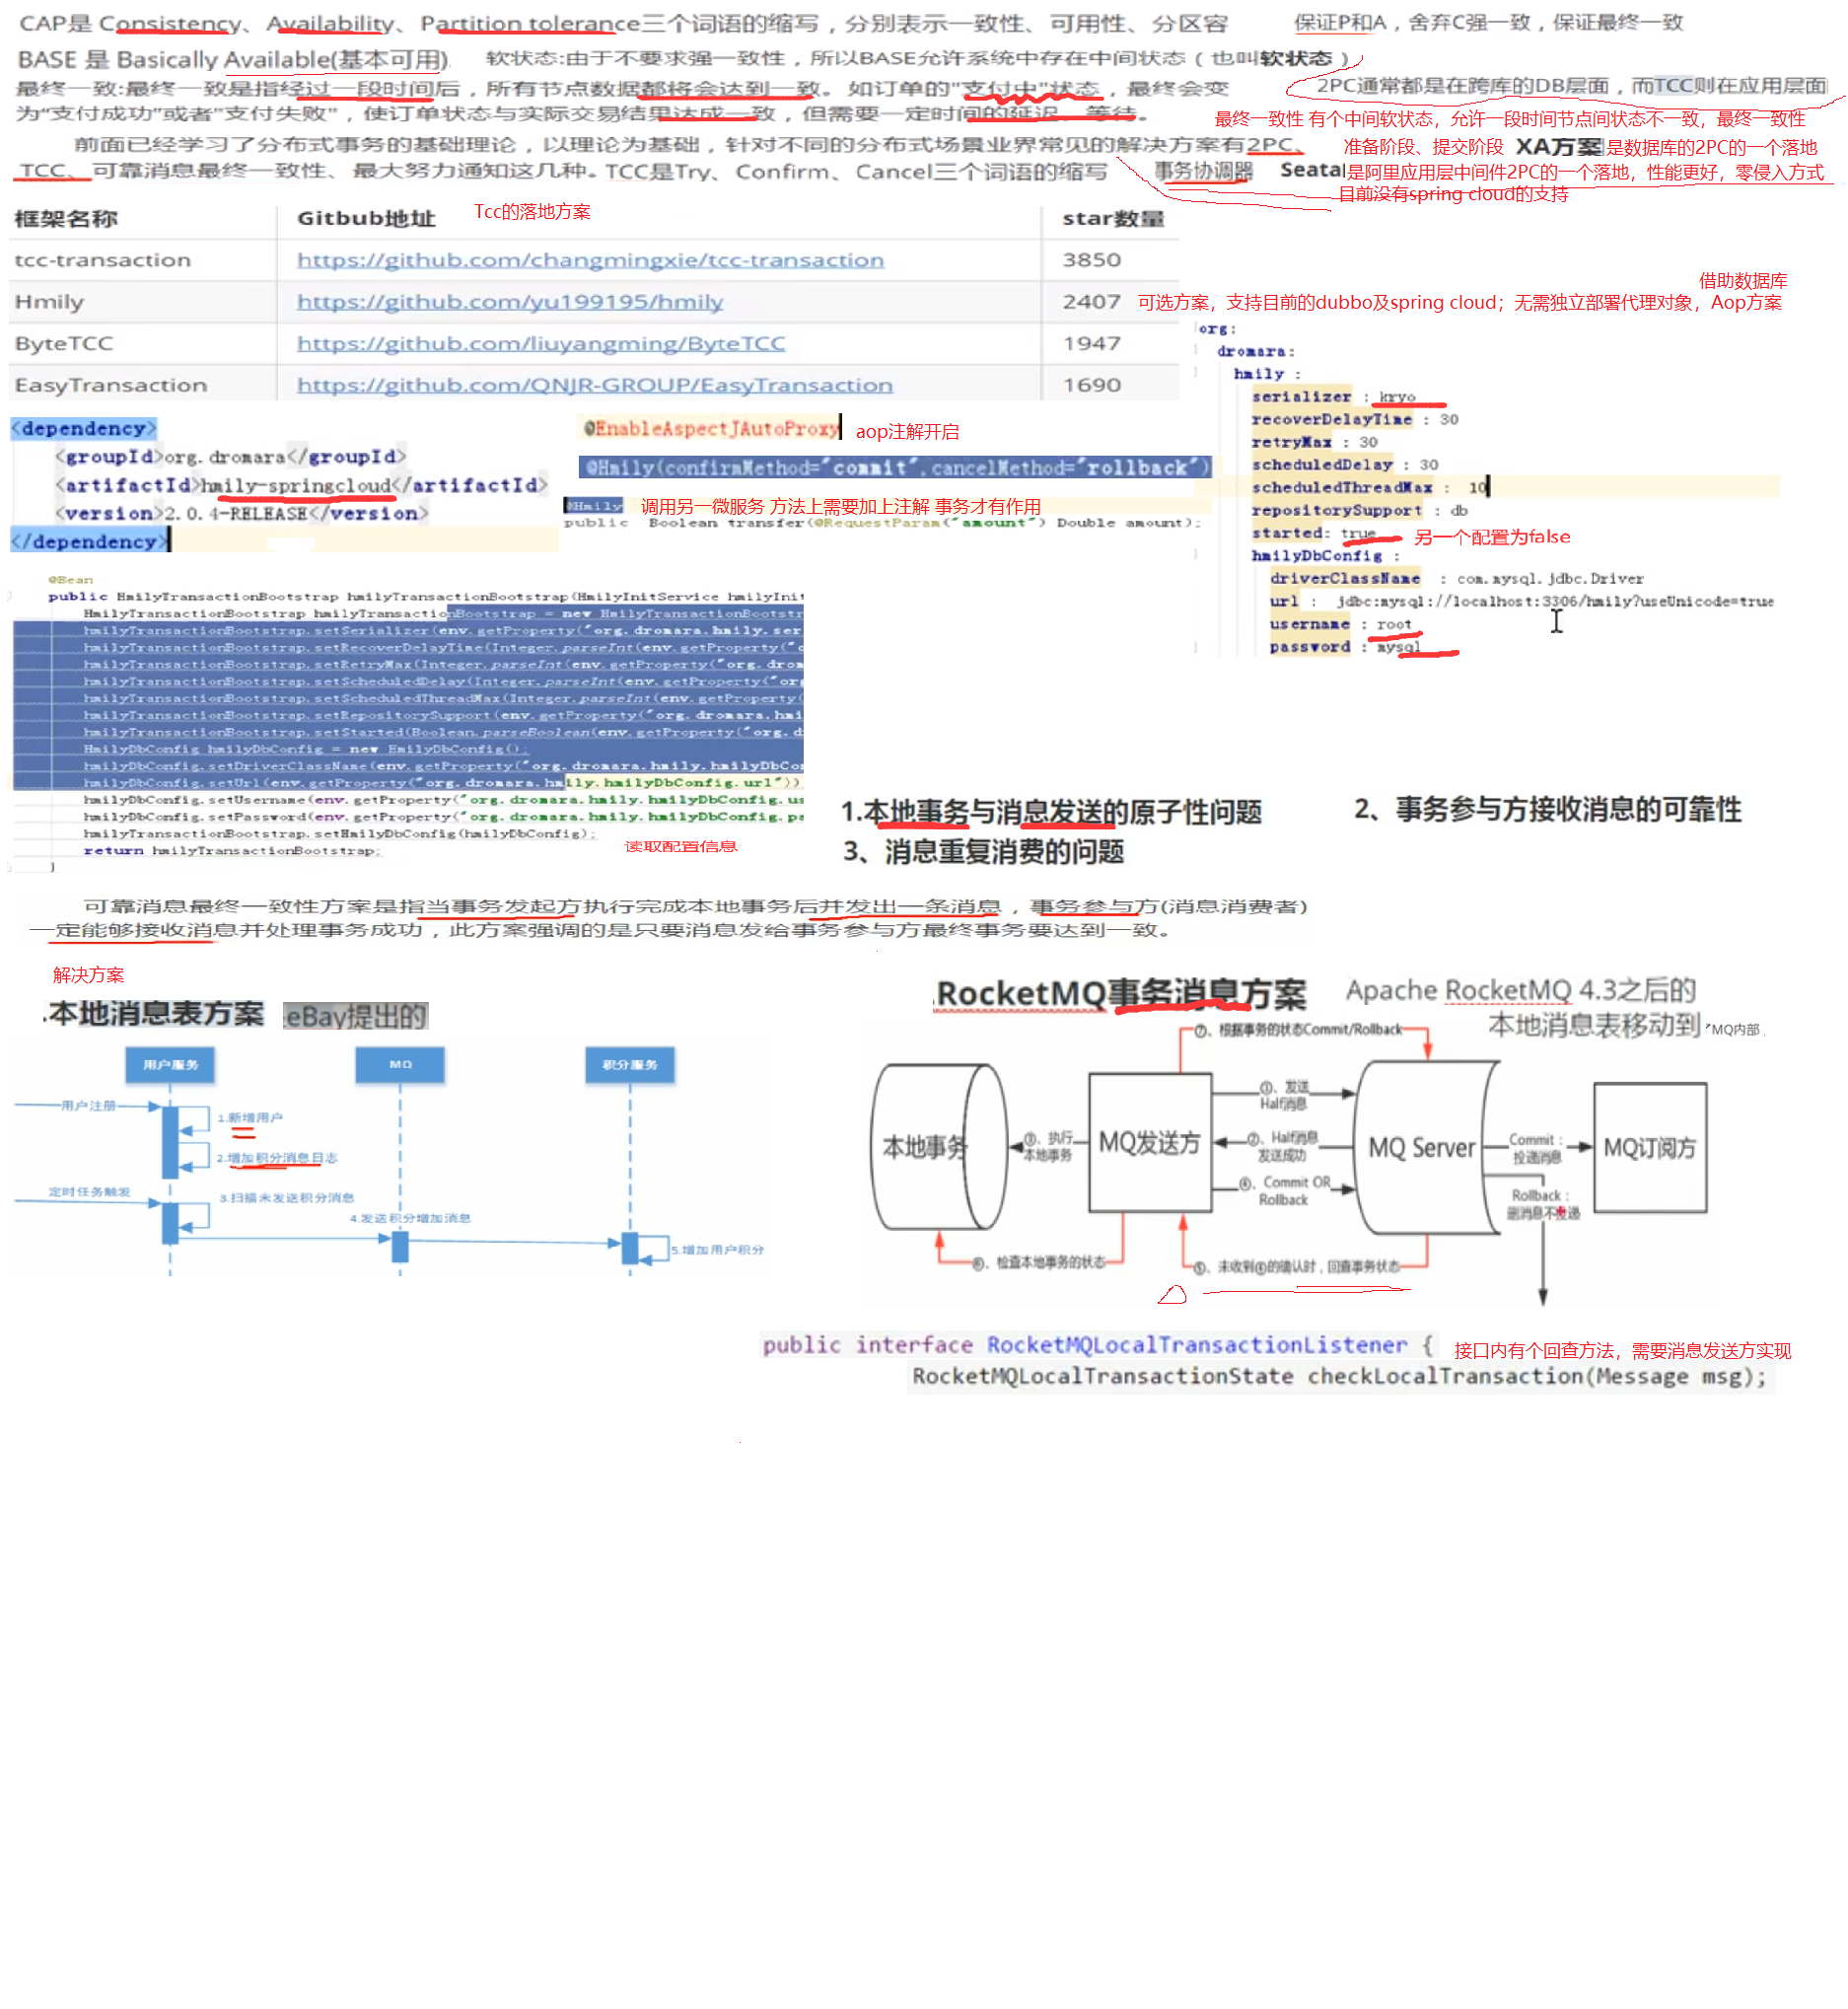 CAP是 Consistency、Availability、Partition tolerance三个词语的缩写，分别表示一致性、可用性、分区容
保证P和A，舍弃C强一致，保证最终一致
BASE 是 Basically Available(基本可用)
软状态:由于不要求强一致性，所以BASE允许系统中存在中间状态（也叫软状态）
最终一致:最终一致是指经过一段时间后，所有节点数据都将会达到一致。如订单的"支付中"状态，最终会变
为"支付成功"或者"支付失败"，使订单状态与实际交易结果达成一致，但需要一定时间的延迟、等待。
2PC通常都是在跨库的DB层面，而TCC则在应用层面
最终一致性 有个中间软状态，允许一段时间节点间状态不一致，最终一致性
前面已经学习了分布式事务的基础理论，以理论为基础，针对不同的分布式场景业界常见的解决方案有2PC、
TCC、可靠消息最终一致性、最大努力通知这几种。TCC是Try、Confirm、Cancel三个词语的缩写
准备阶段、提交阶段 XA方案 是数据库的2PC的一个落地
事务协调器 Seata 是阿里应用层中间件2PC的一个落地，性能更好，零侵入方式
目前没有spring cloud的支持
Tcc的落地方案
框架名称 Gitbub地址 star数量
tcc-transaction https://github.com/changmingxie/tcc-transaction 3850
Hmily https://github.com/yu199195/hmily 2407
ByteTCC https://github.com/liuyangming/ByteTCC 1947
EasyTransaction https://github.com/QNJR-GROUP/EasyTransaction 1690
借助数据库
可选方案，支持目前的dubbo及spring cloud；无需独立部署代理对象，Aop方案
org:
dromara:
hmily :
serializer : kryo
recoverDelayTime : 30
retryMax : 30
scheduledDelay : 30
scheduledThreadMax : 10
repositorySupport : db
started: true 另一个配置为false
hmilyDbConfig :
driverClassName : com.mysql.jdbc.Driver
url : jdbc:mysql://localhost:3306/hmily?useUnicode=true
username : root
password : mysql
<dependency>
<groupId>org.dromara</groupId>
<artifactId>hmily-springcloud</artifactId>
<version>2.0.4-RELEASE</version>
</dependency>
@EnableAspectJAutoProxy aop注解开启
@Hmily(confirmMethod="commit",cancelMethod="rollback")
@Hmily 调用另一微服务 方法上需要加上注解 事务才有作用
public Boolean transfer(@RequestParam("amount") Double amount);
@Bean
public HmilyTransactionBootstrap hmilyTransactionBootstrap(HmilyInitService hmilyInit
HmilyTransactionBootstrap hmilyTransactionBootstrap = new HmilyTransactionBootstr
hmilyTransactionBootstrap.setSerializer(env.getProperty("org.dromara.hmily.ser
hmilyTransactionBootstrap.setRecoverDelayTime(Integer.parseInt(env.getProperty("o
hmilyTransactionBootstrap.setRetryMax(Integer.parseInt(env.getProperty("org.drom
hmilyTransactionBootstrap.setScheduledDelay(Integer.parseInt(env.getProperty("org
hmilyTransactionBootstrap.setScheduledThreadMax(Integer.parseInt(env.getProperty(
hmilyTransactionBootstrap.setRepositorySupport(env.getProperty("org.dromara.hmi
hmilyTransactionBootstrap.setStarted(Boolean.parseBoolean(env.getProperty("org.d
HmilyDbConfig hmilyDbConfig = new HmilyDbConfig();
hmilyDbConfig.setDriverClassName(env.getProperty("org.dromara.hmily.hmilyDbCon
hmilyDbConfig.setUrl(env.getProperty("org.dromara.hmily.hmilyDbConfig.url"))
hmilyDbConfig.setUsername(env.getProperty("org.dromara.hmily.hmilyDbConfig.us
hmilyDbConfig.setPassword(env.getProperty("org.dromara.hmily.hmilyDbConfig.pa
hmilyTransactionBootstrap.setHmilyDbConfig(hmilyDbConfig);
return hmilyTransactionBootstrap;
}
读取配置信息
1.本地事务与消息发送的原子性问题
2、事务参与方接收消息的可靠性
3、消息重复消费的问题
可靠消息最终一致性方案是指当事务发起方执行完成本地事务后并发出一条消息，事务参与方(消息消费者)
一定能够接收消息并处理事务成功，此方案强调的是只要消息发给事务参与方最终事务要达到一致。
解决方案
.本地消息表方案 eBay提出的
用户服务 MQ 积分服务
用户注册
1.新增用户
2.增加积分消息日志
定时任务触发
3.扫描未发送积分消息
4.发送积分增加消息
5.增加用户积分
.RocketMQ事务消息方案
Apache RocketMQ 4.3之后的
本地消息表移动到 MQ内部
⑦、根据事务的状态Commit/Rollback
本地事务
③、执行
本地事务
MQ发送方
①、发送
Half消息
②、Half消息
发送成功
④、Commit OR
Rollback
MQ Server
Commit：
投递消息
MQ订阅方
Rollback：
删消息不投递
⑥、检查本地事务的状态
⑤、未收到④的确认时，回查事务状态
public interface RocketMQLocalTransactionListener {
接口内有个回查方法，需要消息发送方实现
RocketMQLocalTransactionState checkLocalTransaction(Message msg);